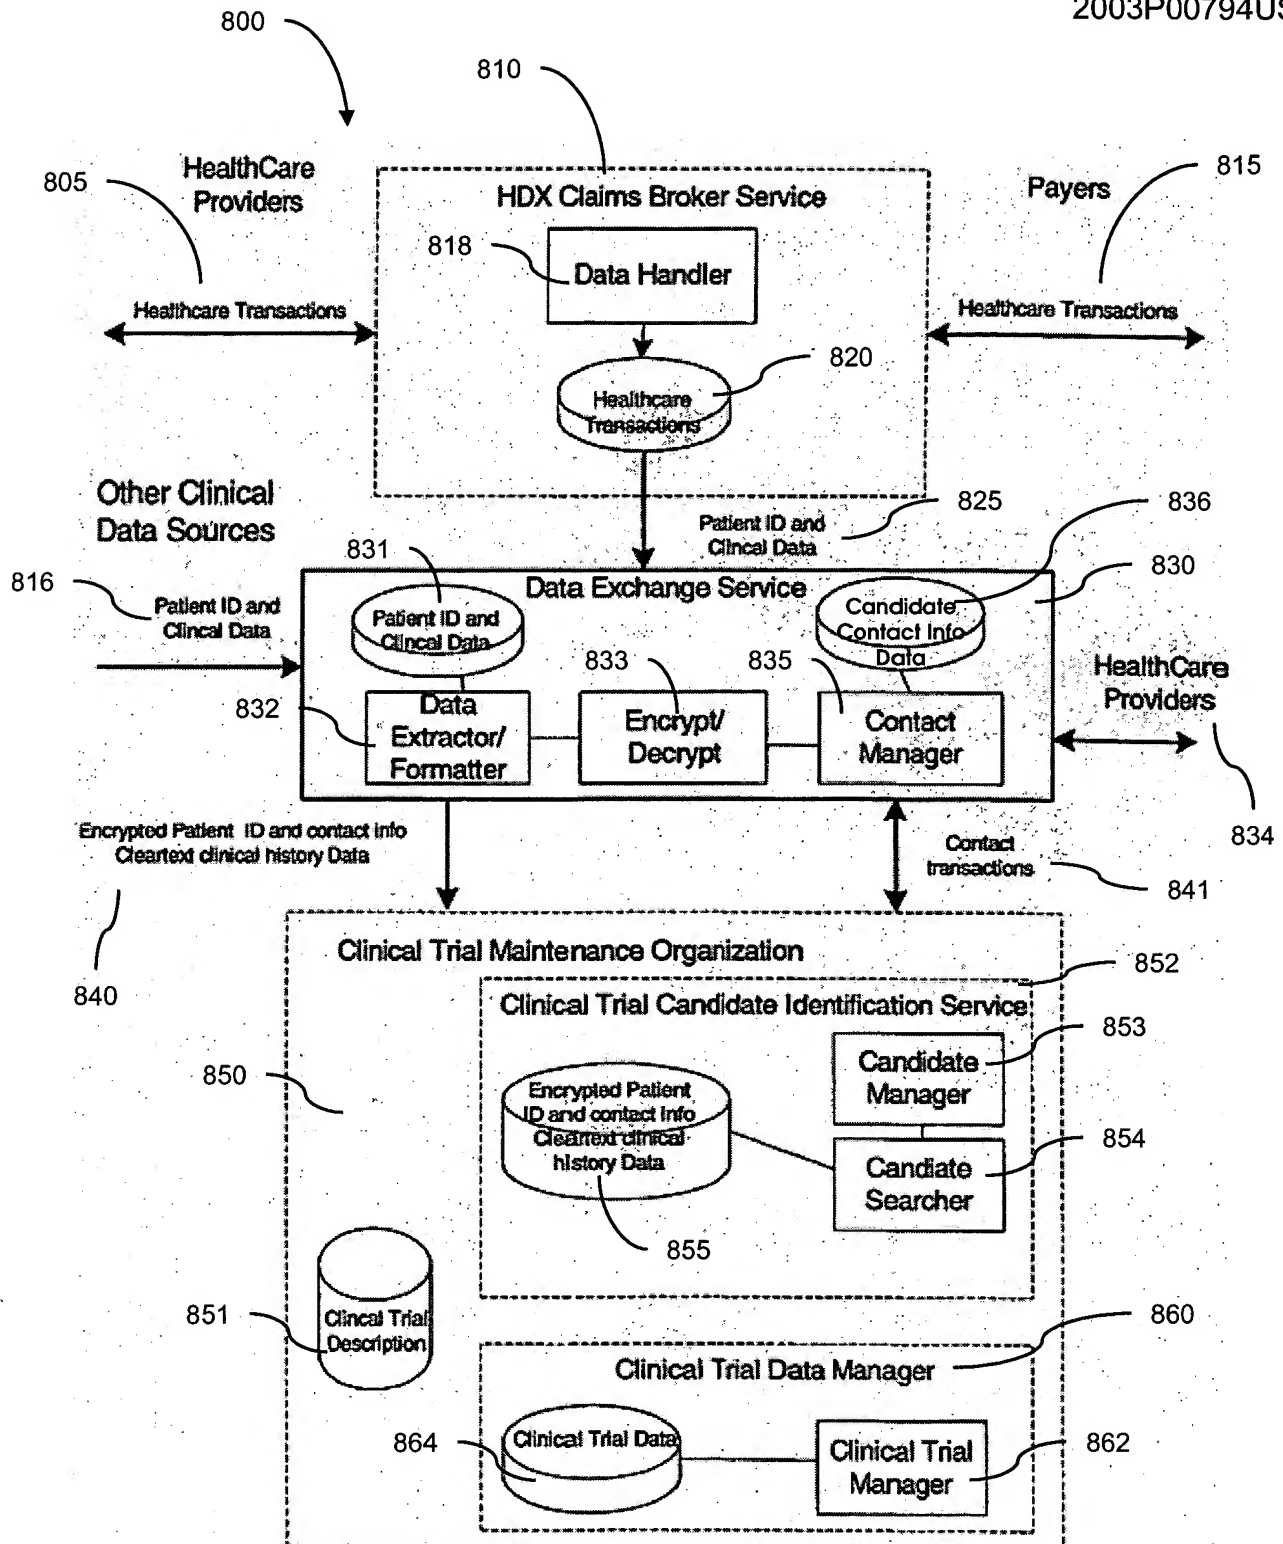 2003P00794US
800
810
HealthCare
Providers
805
815
Payers
HDX Claims Broker Service
818
Data Handler
Healthcare Transactions
Healthcare Transactions
820
Healthcare
Transactions
Other Clinical
Data Sources
825
836
Patient ID and
Clincal Data
831
830
816
Data Exchange Service
Patient ID and
Clincal Data
Patient ID and
Clincal Data
Candidate
Contact Info
Data
833
835
HealthCare
Providers
832
Data
Extractor/
Formatter
Encrypt/
Decrypt
Contact
Manager
834
Encrypted Patient ID and contact info
Cleartext clinical history Data
Contact
transactions
841
840
Clinical Trial Maintenance Organization
852
Clinical Trial Candidate Identification Service
853
Candidate
Manager
850
Encrypted Patient
ID and contact info
Cleartext clinical
history Data
854
Candiate
Searcher
855
851
Clincal Trial
Description
860
Clinical Trial Data Manager
864
Clinical Trial Data
Clinical Trial
Manager
862